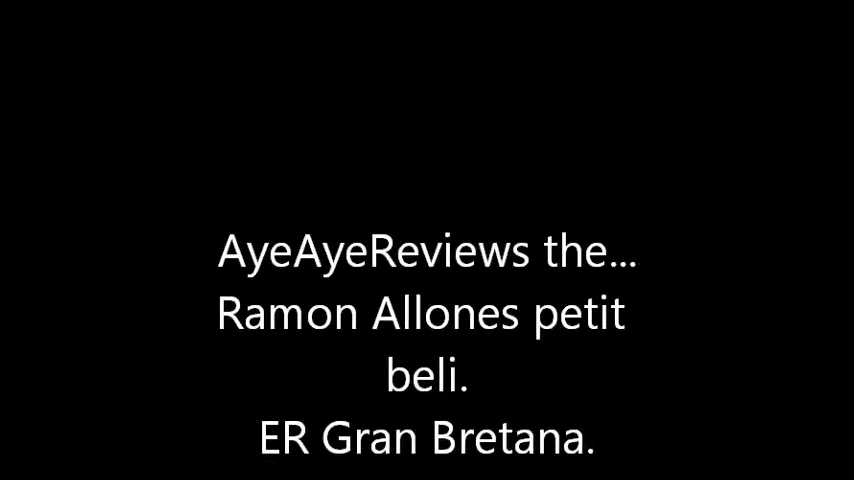 AyeAyeReviews the...
Ramon Allones petit
beli.
ER Gran Bretana.